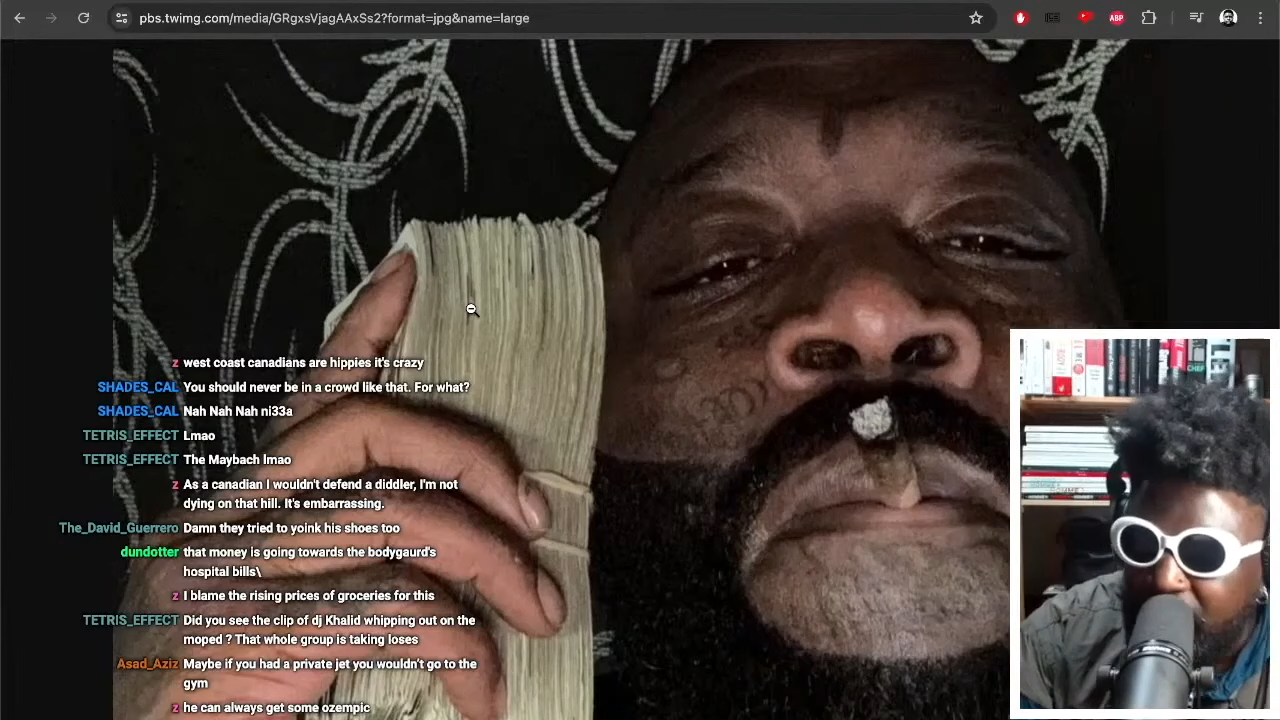 pbs.twimg.com/media/GRgxsVjagAAxSs2?format=jpg&name=large
ABP
z west coast canadians are hippies it's crazy
SHADES_CAL You should never be in a crowd like that. For what?
SHADES_CAL Nah Nah Nah ni33a
TETRIS_EFFECT Lmao
TETRIS_EFFECT The Maybach lmao
z As a canadian I wouldn't die for a diddler, I'm not
dying on that hill it's embarrassing.
The_David_Guerrero Damn they tried to yoink his shoes too
dundotter that money is going towards the bodygaurd's
hospital bills\
z I blame the rising prices of groceries for this
TETRIS_EFFECT Did you see the clip of dj Khalid whipping out on the
moped ? That whole group is taking loses
Asad_Aziz Maybe if you had a private jet you wouldn't go to the
gym
z he can always get some ozempic